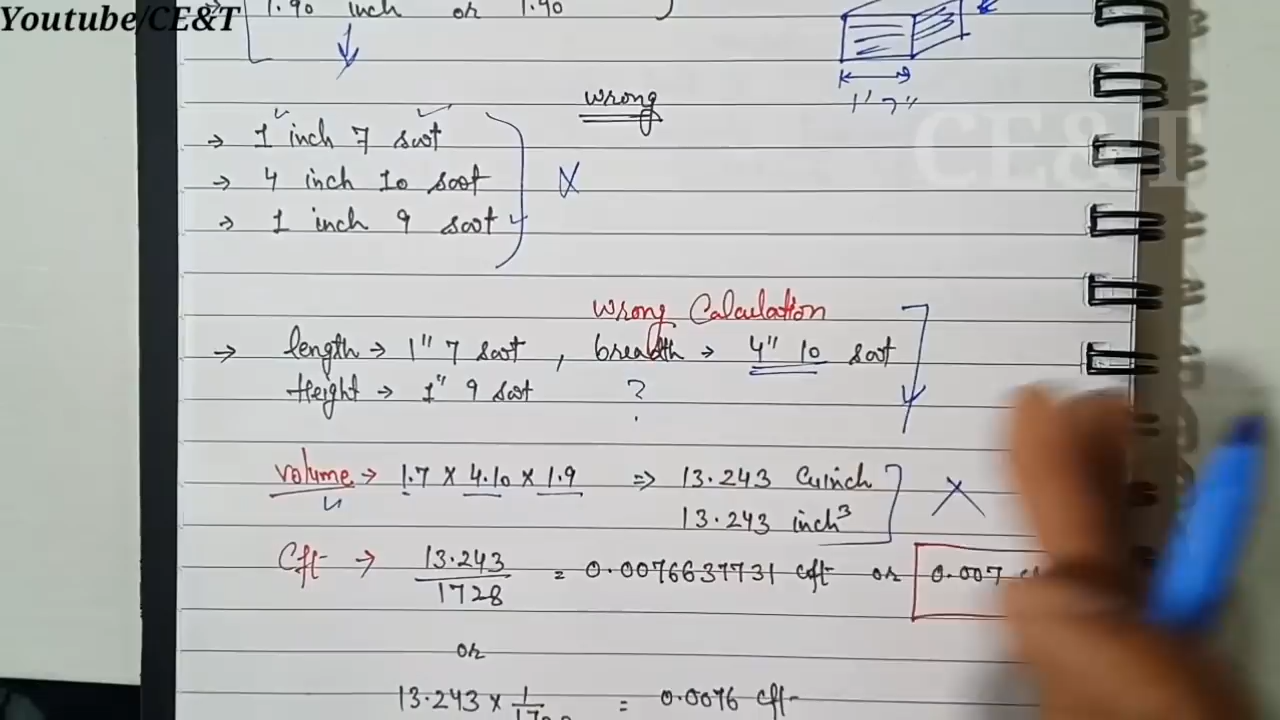 Youtube/CE&T
1.90 inch or 1.90
wrong
1' 7"
CE&T
→ 1 inch 7 soot
→ 4 inch 10 soot
→ 1 inch 9 soot
X
Wrong Calculation
→ length → 1" 7 soot, breadth → 4" 10 soot
Height → 1" 9 soot ?
volume → 1.7 X 4.10 X 1.9 => 13.243 Cuinch
13.243 inch³
X
Cft → 13.243/1728 = 0.0076637731 cft or 0.007
or
13.243 X 1/ = 0.0076 cft